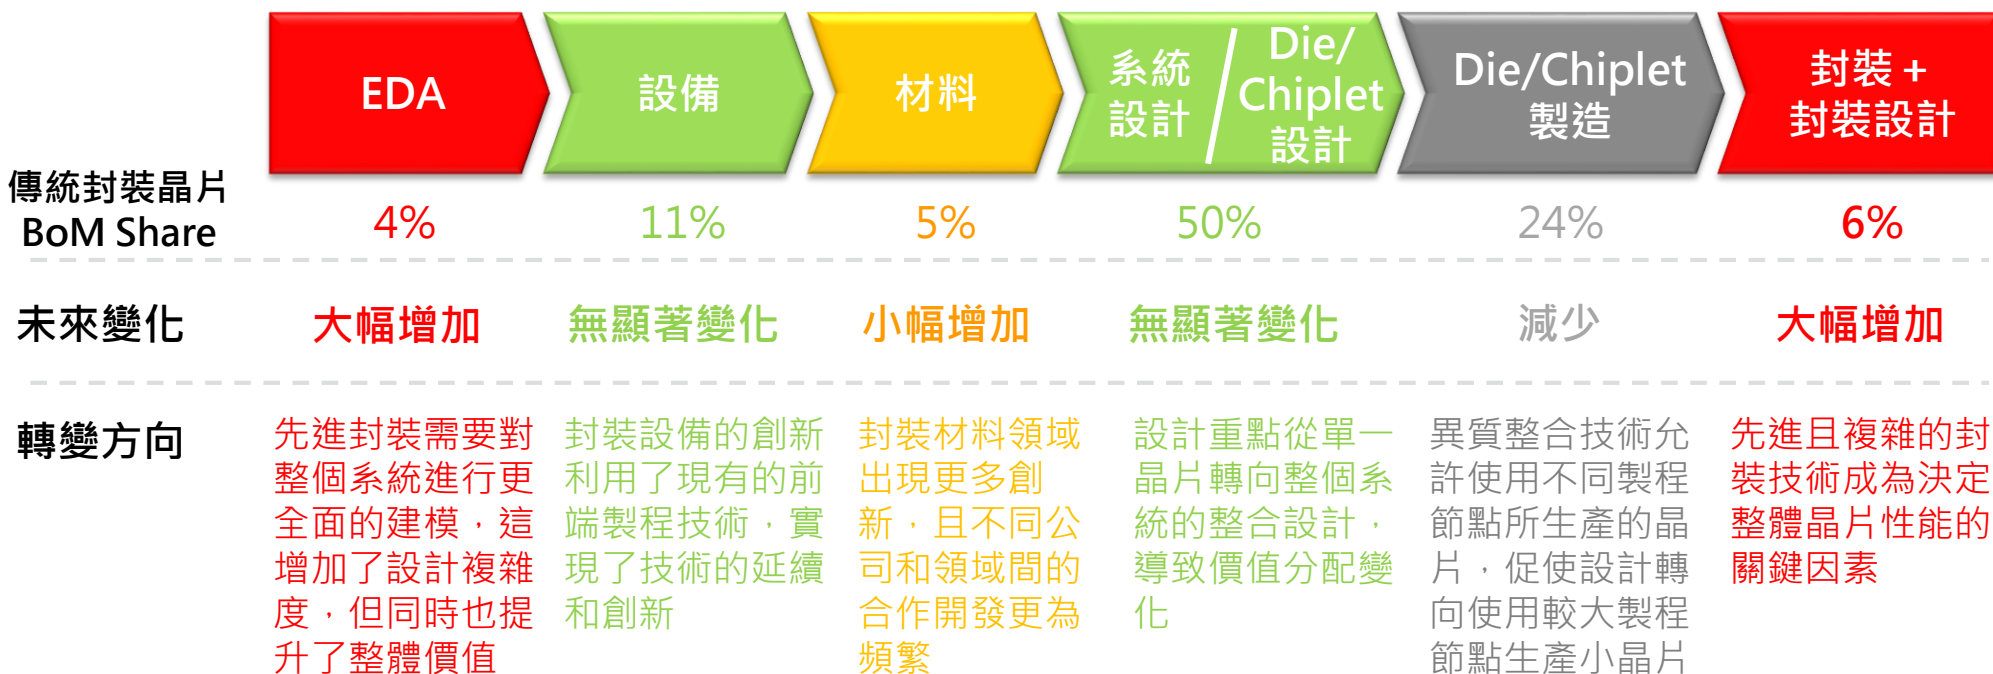 EDA
設備
材料
系統
設計
Die/
Chiplet
設計
Die/Chiplet
製造
封裝 +
封裝設計
傳統封裝晶片
BoM Share
4%
11%
5%
50%
24%
6%
未來變化
大幅增加
無顯著變化
小幅增加
無顯著變化
減少
大幅增加
轉變方向
先進封裝需要對
整個系統進行更
全面的建模，這
增加了設計複雜
度，但同時也提
升了整體價值
封裝設備的創新
利用了現有的前
端製程技術，實
現了技術的延續
和創新
封裝材料領域
出現更多創
新，且不同公
司和領域間的
合作開發更為
頻繁
設計重點從單一
晶片轉向整個系
統的整合設計，
導致價值分配變
化
異質整合技術允
許使用不同製程
節點所生產的晶
片，促使設計轉
向使用較大製程
節點生產小晶片
先進且複雜的封
裝技術成為決定
整體晶片性能的
關鍵因素